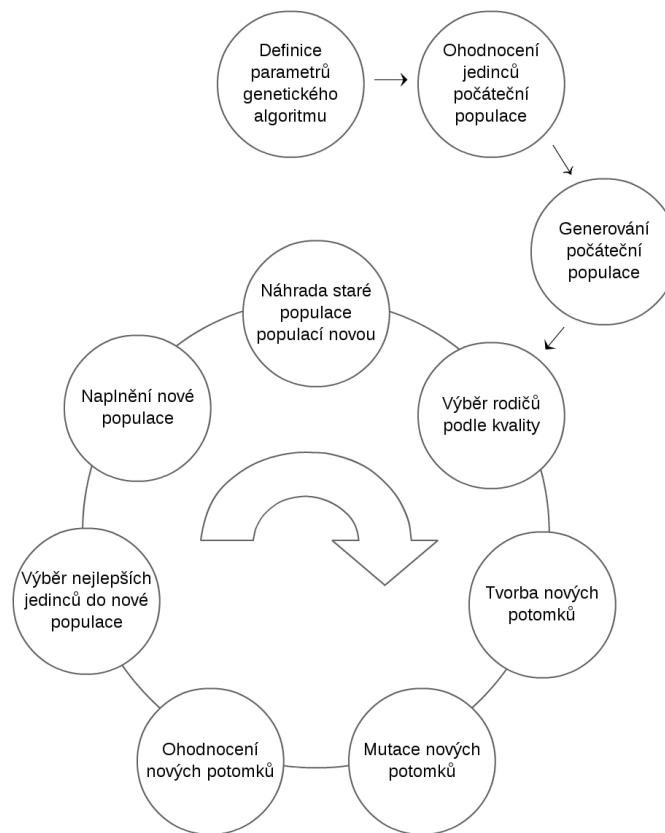 Definice
parametrů
genetického
algoritmu
Ohodnocení
jedinců
počáteční
populace
Generování
počáteční
populace
Náhrada staré
populace
populací novou
Výběr rodičů
podle kvality
Tvorba nových
potomků
Mutace nových
potomků
Ohodnocení
nových potomků
Výběr nejlepších
jedinců do nové
populace
Naplnění nové
populace